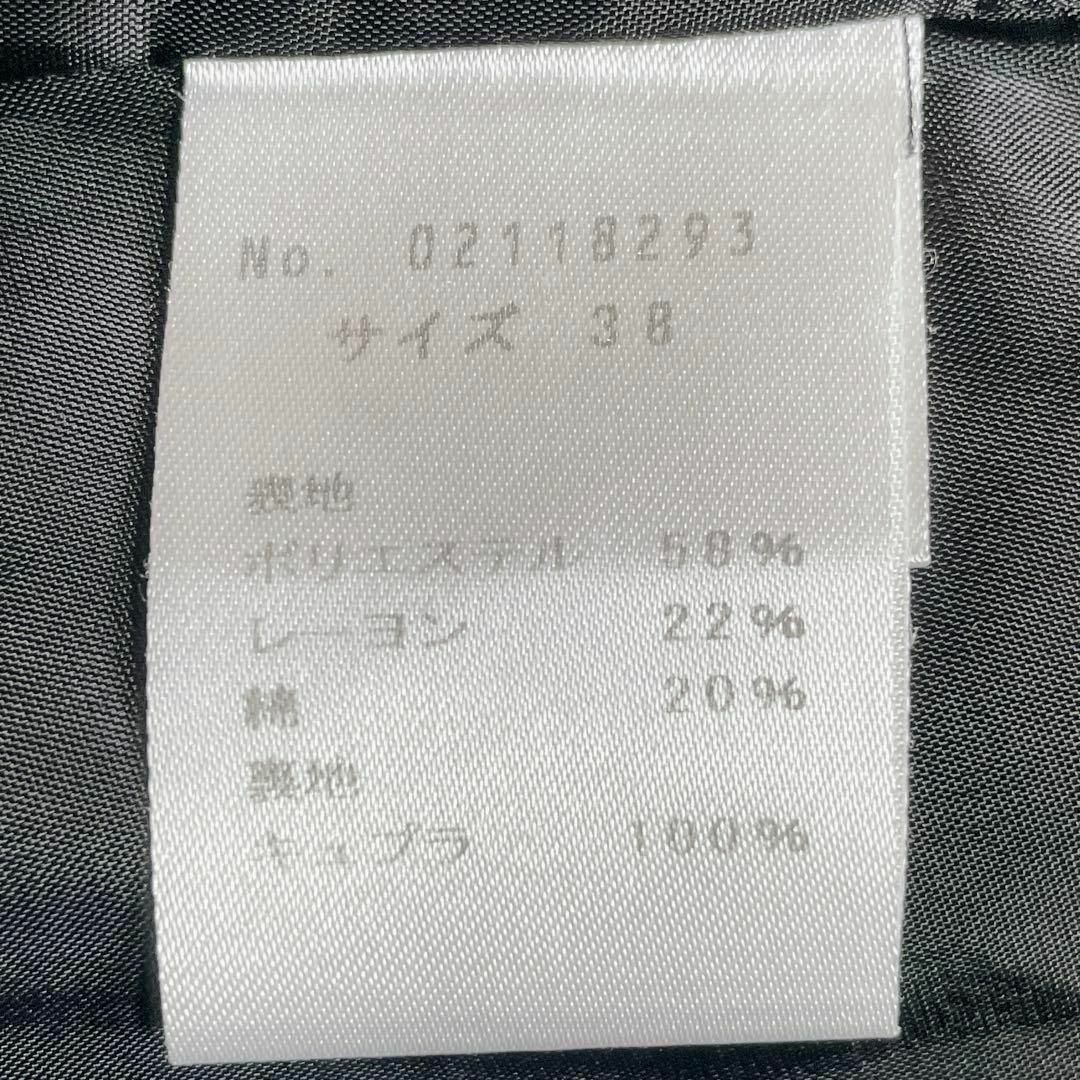 No. 02118293
サイズ 38
表地
ポリエステル 58%
レーヨン 22%
綿 20%
裏地
キュプラ 100%